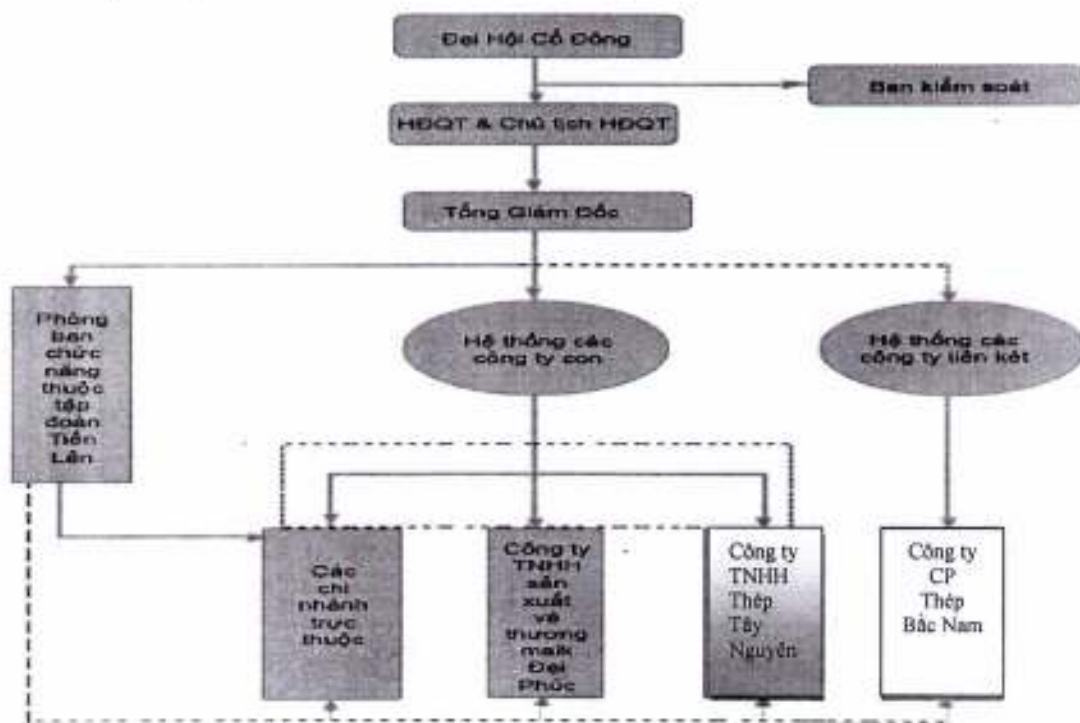 Đại Hội Cổ Đông
Ban kiểm soát
HĐQT & Chủ tịch HĐQT
Tổng Giám Đốc
Phòng
ban
chức
năng
thuộc
tập
đoàn
Tiến
Lên
Hệ thống các
công ty con
Hệ thống các
công ty liên kết
Các
chi
nhánh
trực
thuộc
Công ty
TNHH
sản
xuất
và
thương
maik
Đại
Phúc
Công ty
TNHH
Thép
Tây
Nguyên
Công ty
CP
Thép
Bắc Nam